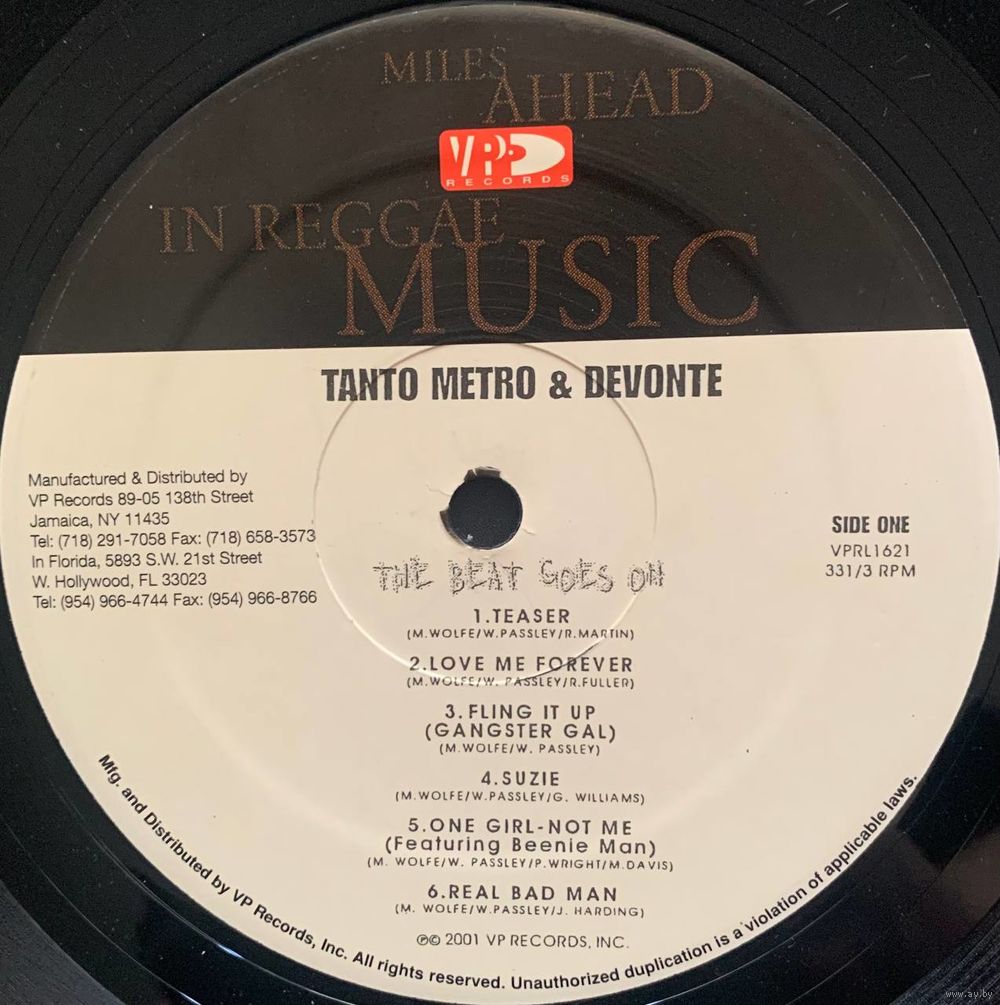 MILES
AHEAD
VP
RECORDS
IN REGGAE
MUSIC
TANTO METRO & DEVONTE
Manufactured & Distributed by
VP Records 89-05 138th Street
Jamaica, NY 11435
Tel: (718) 291-7058 Fax: (718) 658-3573
In Florida, 5893 S.W. 21st Street
W. Hollywood, FL 33023
Tel: (954) 966-4744 Fax: (954) 966-8766
SIDE ONE
VPRL1621
331/3 RPM
THE BEAT GOES ON
1.TEASER
(M.WOLFE/W.PASSLEY/R.MARTIN)
2.LOVE ME FOREVER
(M.WOLFE/W. PASSLEY/R.FULLER)
3.FLING IT UP
(GANGSTER GAL)
(M.WOLFE/W. PASSLEY)
4.SUZIE
(M.WOLFE/W.PASSLEY/G. WILLIAMS)
5.ONE GIRL-NOT ME
(Featuring Beenie Man)
(M. WOLFE/W. PASSLEY/P.WRIGHT/M.DAVIS)
6.REAL BAD MAN
(M. WOLFE/W.PASSLEY/J. HARDING)
℗© 2001 VP RECORDS, INC.
Mfg. and Distributed by VP Records, Inc. All rights reserved. Unauthorized duplication is a violation of applicable laws.
www.ay.by